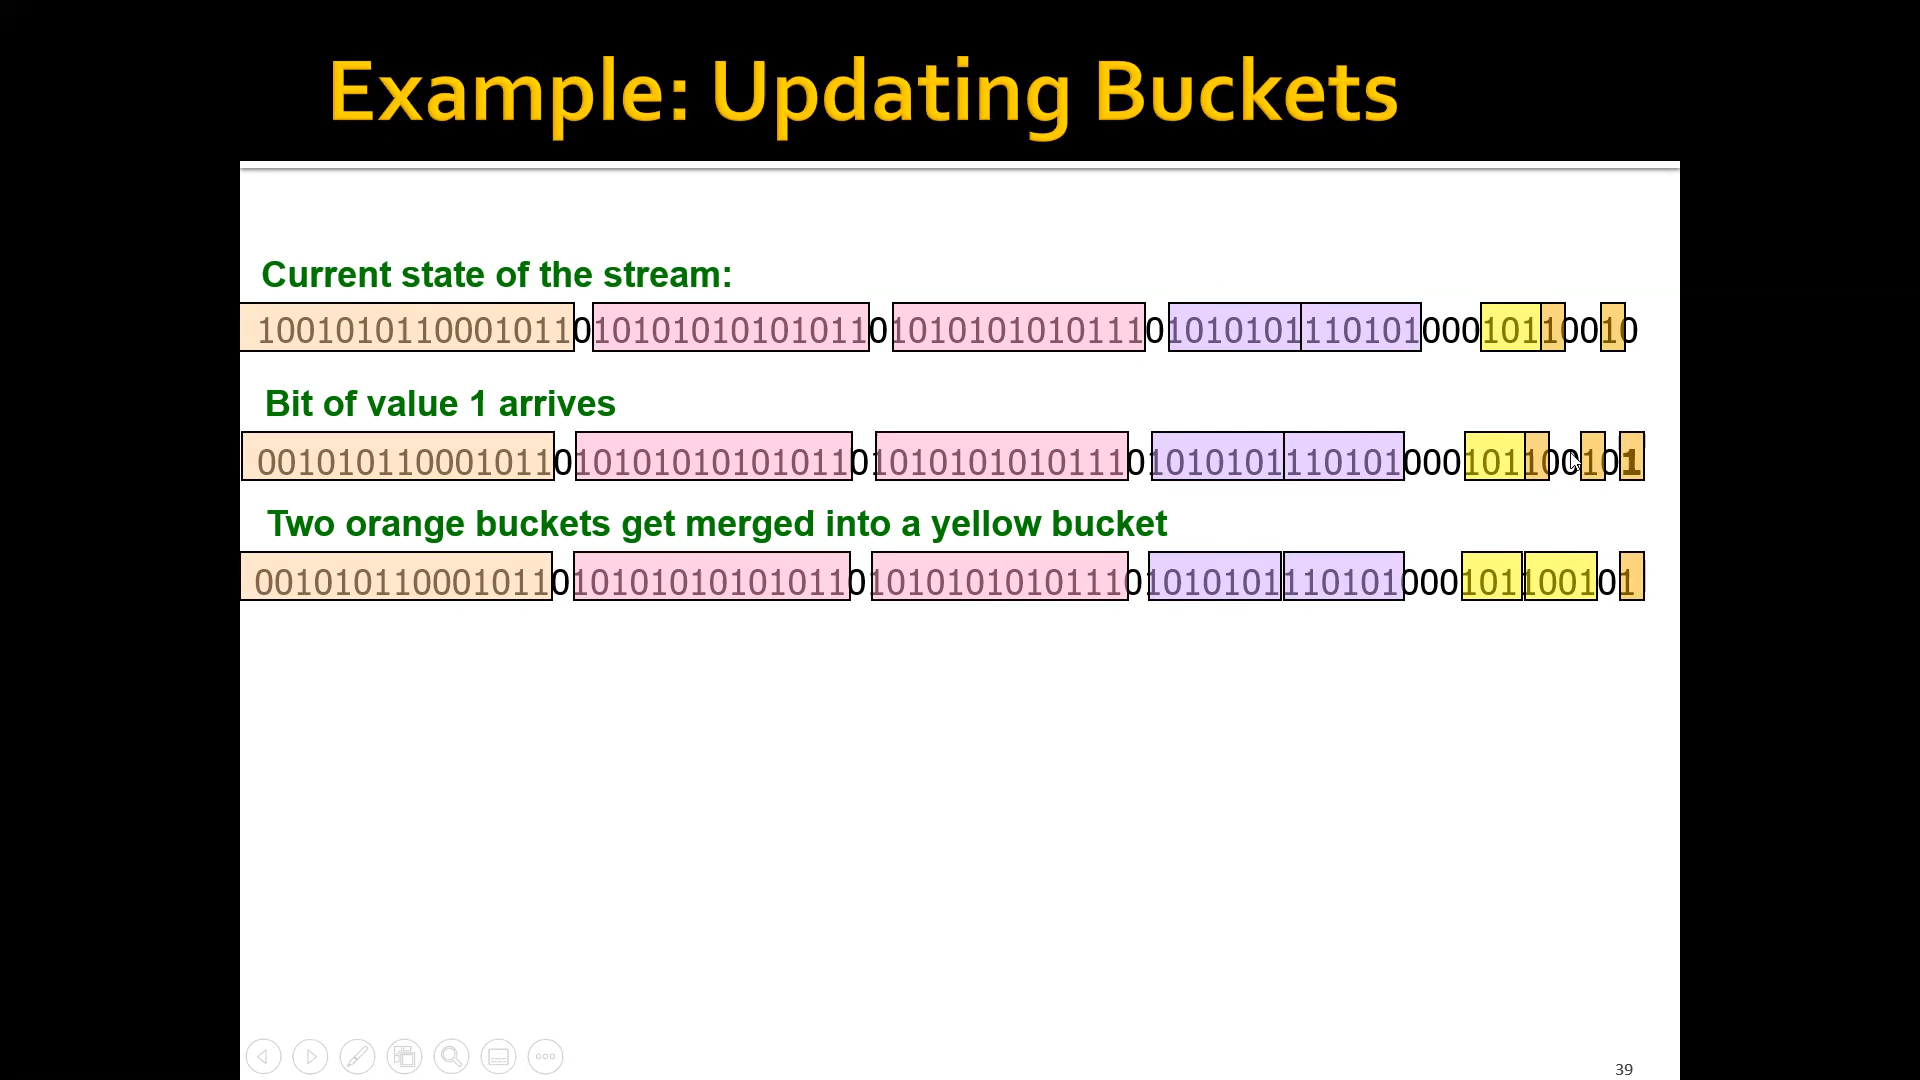 Example: Updating Buckets
Current state of the stream:
1001010110001011010101010101011010101010101110101010111010100010110010
Bit of value 1 arrives
0010101100010110101010101010110101010101011101010101110101000101100101
Two orange buckets get merged into a yellow bucket
0010101100010110101010101010110101010101011101010101110101000101100101
39